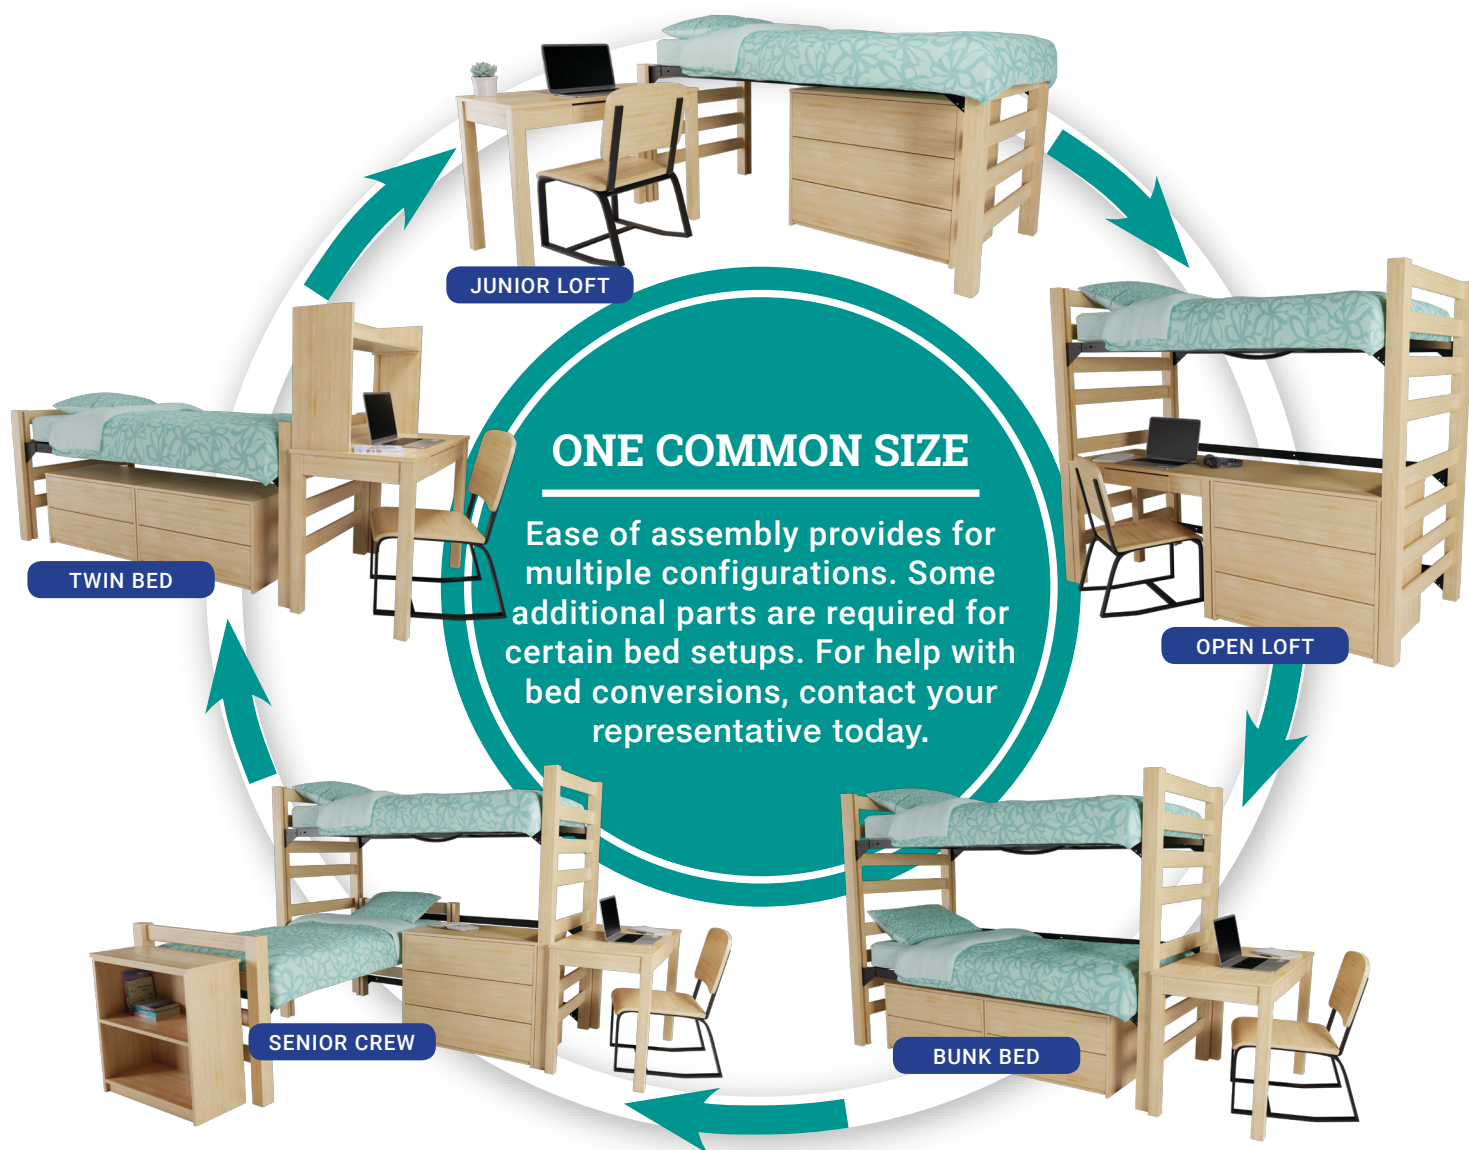 JUNIOR LOFT
ONE COMMON SIZE
Ease of assembly provides for
multiple configurations. Some
additional parts are required for
certain bed setups. For help with
bed conversions, contact your
representative today.
TWIN BED
OPEN LOFT
SENIOR CREW
BUNK BED